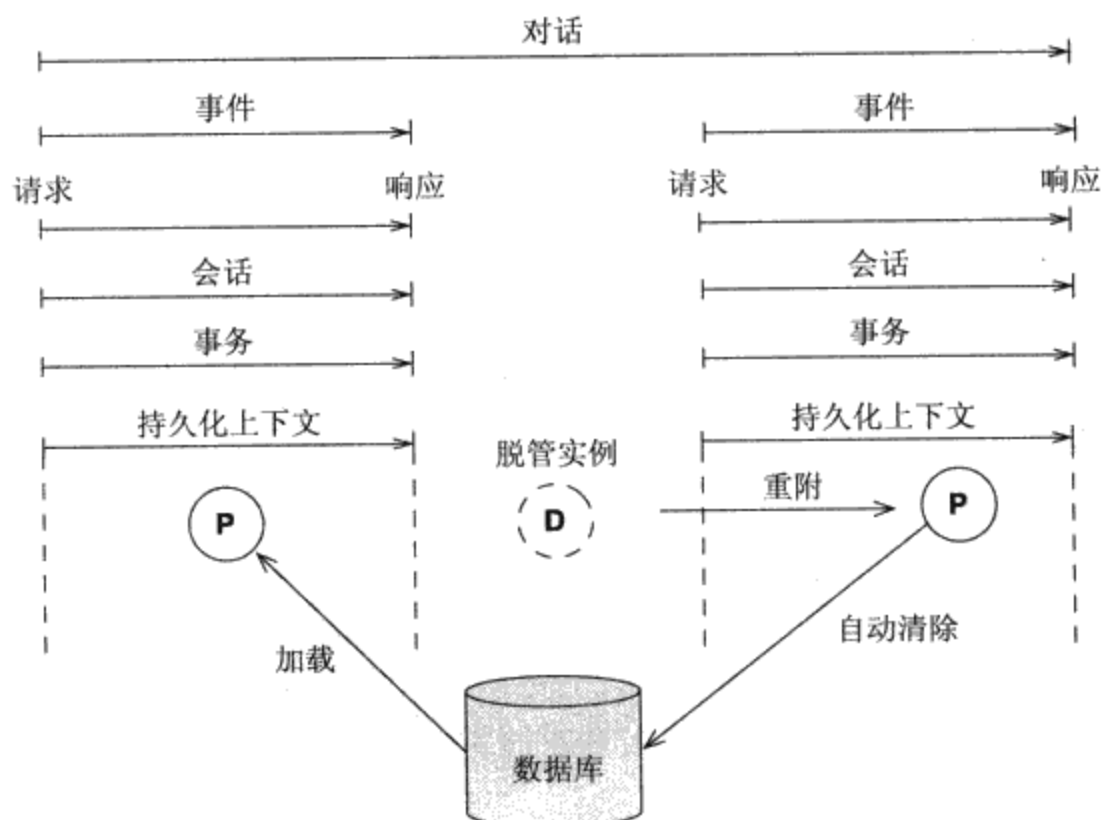 对话
事件
事件
请求
响应
请求
响应
会话
会话
事务
事务
持久化上下文
持久化上下文
脱管实例
重附
P
D
P
自动清除
加载
数据库